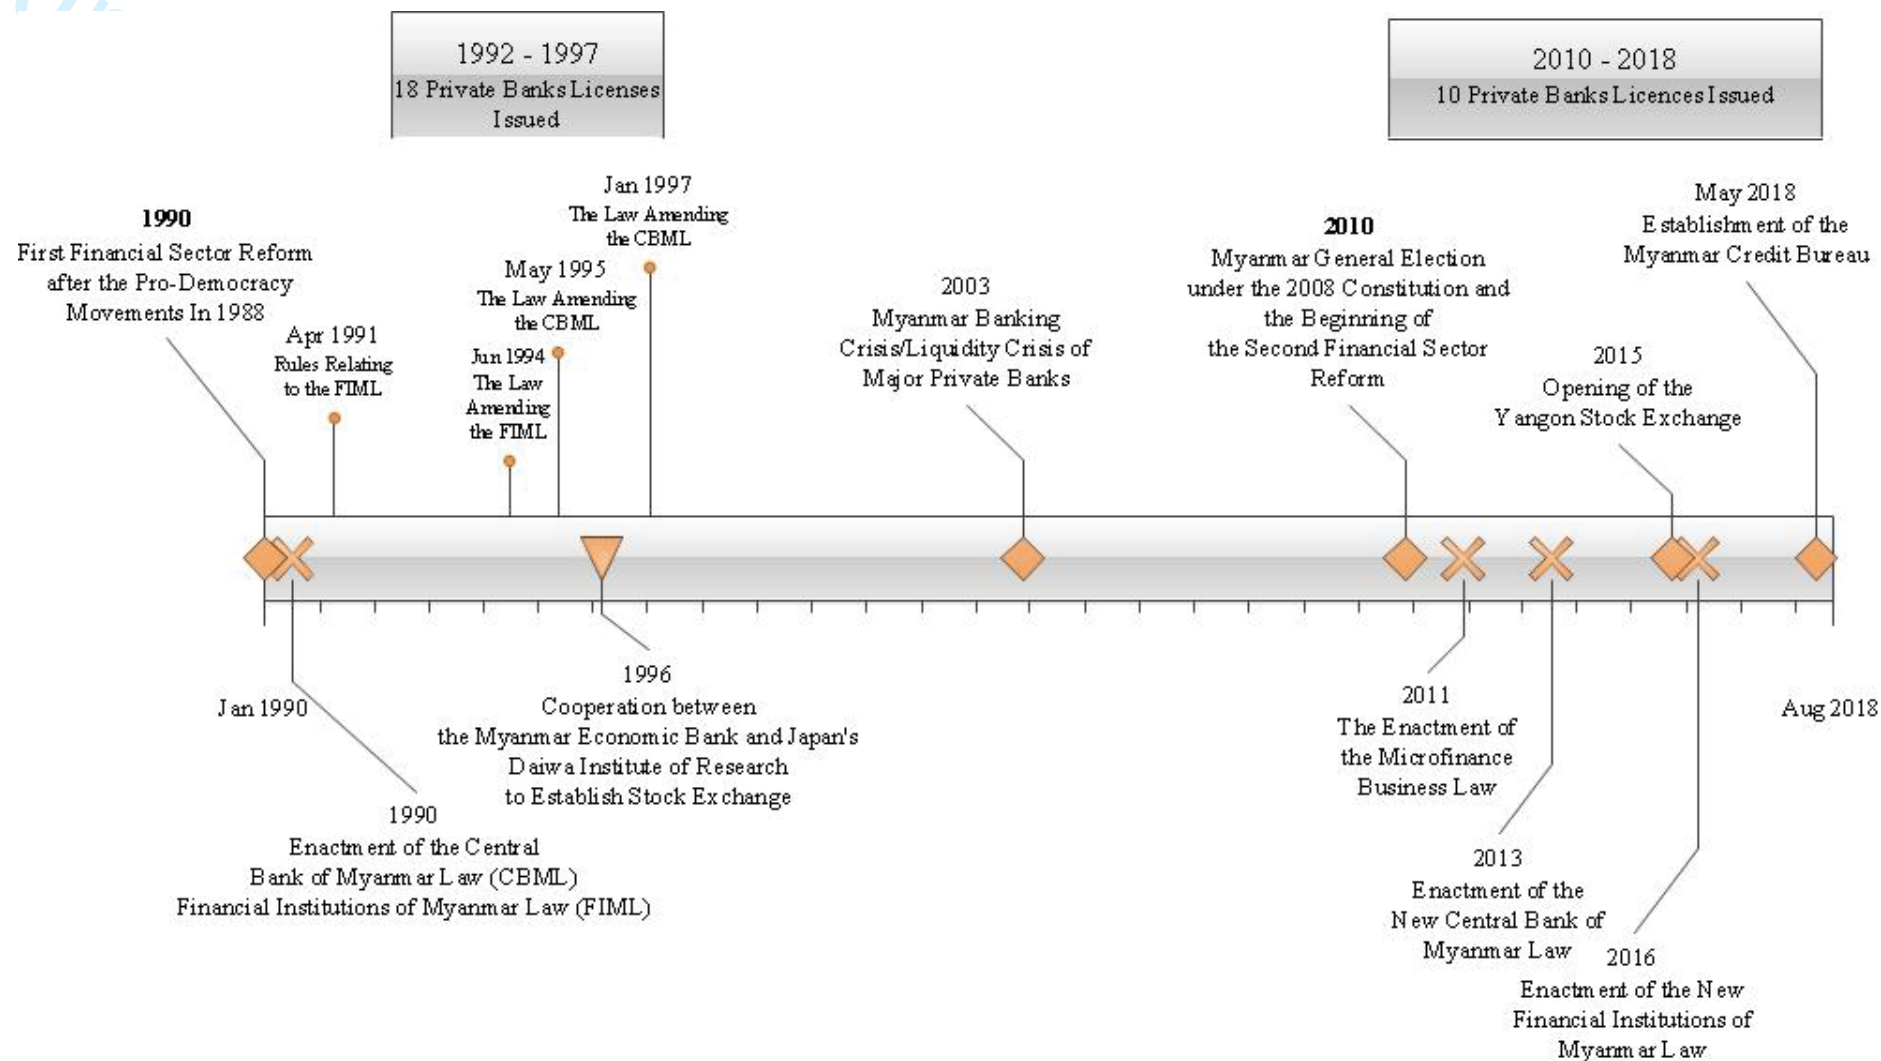 1992 - 1997
18 Private Banks Licenses
Issued
2010 - 2018
10 Private Banks Licences Issued
1990
First Financial Sector Reform
after the Pro-Democracy
Movements In 1988
Apr 1991
Rules Relating
to the FIML
Jun 1994
The Law
Amending
the FIML
May 1995
The Law Amending
the CBML
Jan 1997
The Law Amending
the CBML
2003
Myanmar Banking
Crisis/Liquidity Crisis of
Major Private Banks
2010
Myanmar General Election
under the 2008 Constitution and
the Beginning of
the Second Financial Sector
Reform
2015
Opening of the
Yangon Stock Exchange
May 2018
Establishment of the
Myanmar Credit Bureau
Jan 1990
Aug 2018
1990
Enactment of the Central
Bank of Myanmar Law (CBML)
Financial Institutions of Myanmar Law (FIML)
1996
Cooperation between
the Myanmar Economic Bank and Japan's
Daiwa Institute of Research
to Establish Stock Exchange
2011
The Enactment of
the Microfinance
Business Law
2013
Enactment of the
New Central Bank of
Myanmar Law
2016
Enactment of the New
Financial Institutions of
Myanmar Law